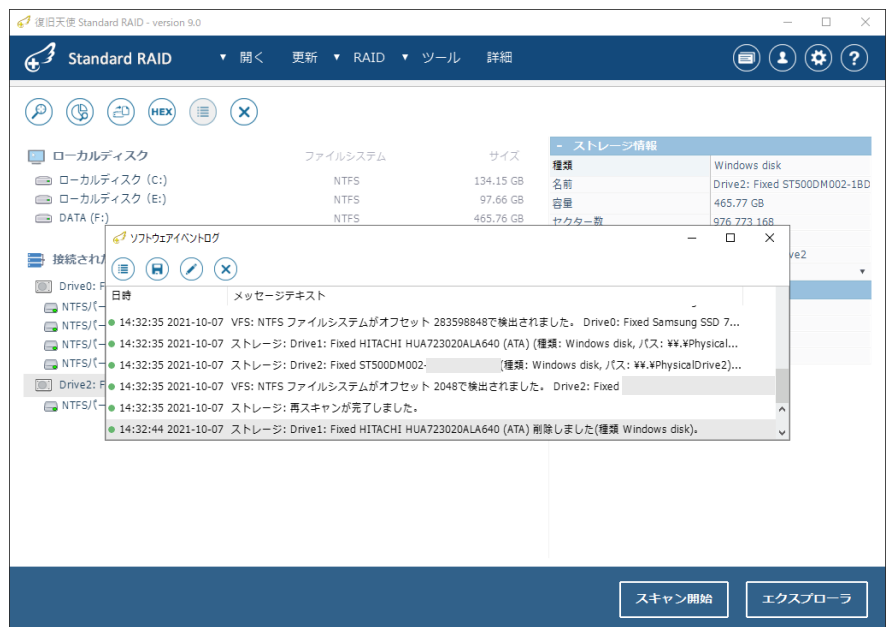 復旧天使 Standard RAID - version 9.0
Standard RAID ▼ 開く 更新 ▼ RAID ▼ ツール 詳細
HEX
ローカルディスク ファイルシステム サイズ
ローカルディスク (C:) NTFS 134.15 GB
ローカルディスク (E:) NTFS 97.66 GB
DATA (F:) NTFS 465.76 GB
- ストレージ情報
種類 Windows disk
名前 Drive2: Fixed ST500DM002-1BD
容量 465.77 GB
セクター数 976 773 168
ve2
接続され
Drive0: F
NTFSパー
NTFSパー
NTFSパー
NTFSパー
Drive2: F
NTFSパー
ソフトウェアイベントログ
日時 メッセージテキスト
14:32:35 2021-10-07 VFS: NTFS ファイルシステムがオフセット 283598848で検出されました。 Drive0: Fixed Samsung SSD 7...
14:32:35 2021-10-07 ストレージ: Drive1: Fixed HITACHI HUA723020ALA640 (ATA) (種類: Windows disk, パス: ¥¥.¥Physical...
14:32:35 2021-10-07 ストレージ: Drive2: Fixed ST500DM002- (種類: Windows disk, パス: ¥¥.¥PhysicalDrive2)...
14:32:35 2021-10-07 VFS: NTFS ファイルシステムがオフセット 2048で検出されました。 Drive2: Fixed
14:32:35 2021-10-07 ストレージ: 再スキャンが完了しました。
14:32:44 2021-10-07 ストレージ: Drive1: Fixed HITACHI HUA723020ALA640 (ATA) 削除しました(種類 Windows disk)。
スキャン開始 エクスプローラ